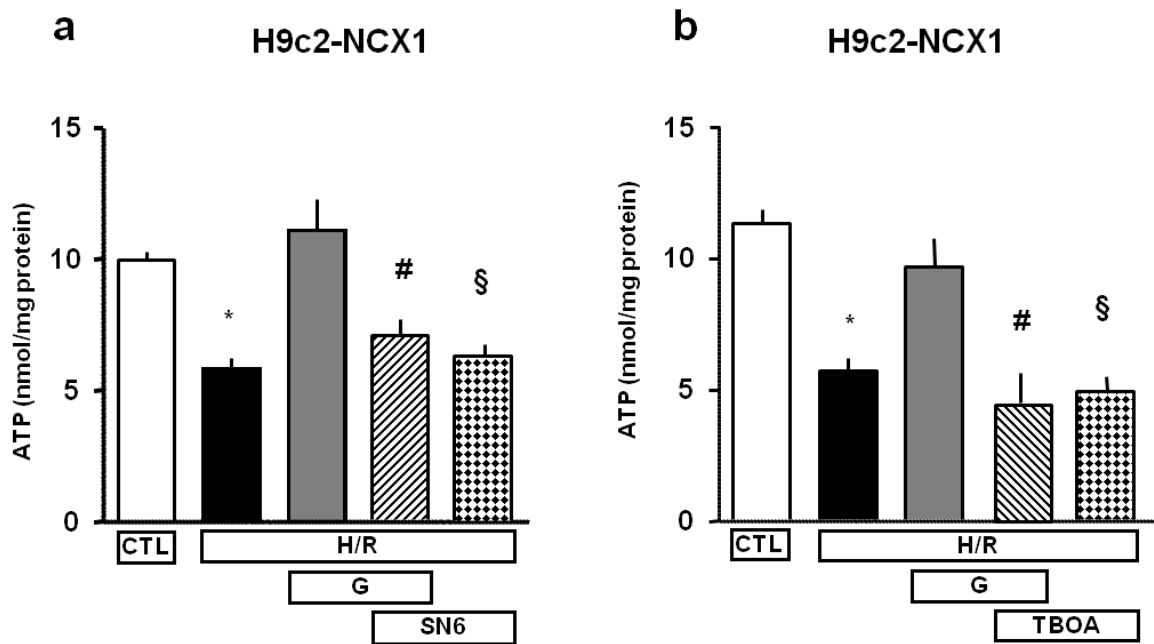 a
H9c2-NCX1
ATP (nmol/mg protein)
15
10
5
0
*
#
§
CTL
H/R
G
SN6
b
H9c2-NCX1
ATP (nmol/mg protein)
15
10
5
0
*
#
§
CTL
H/R
G
TBOA